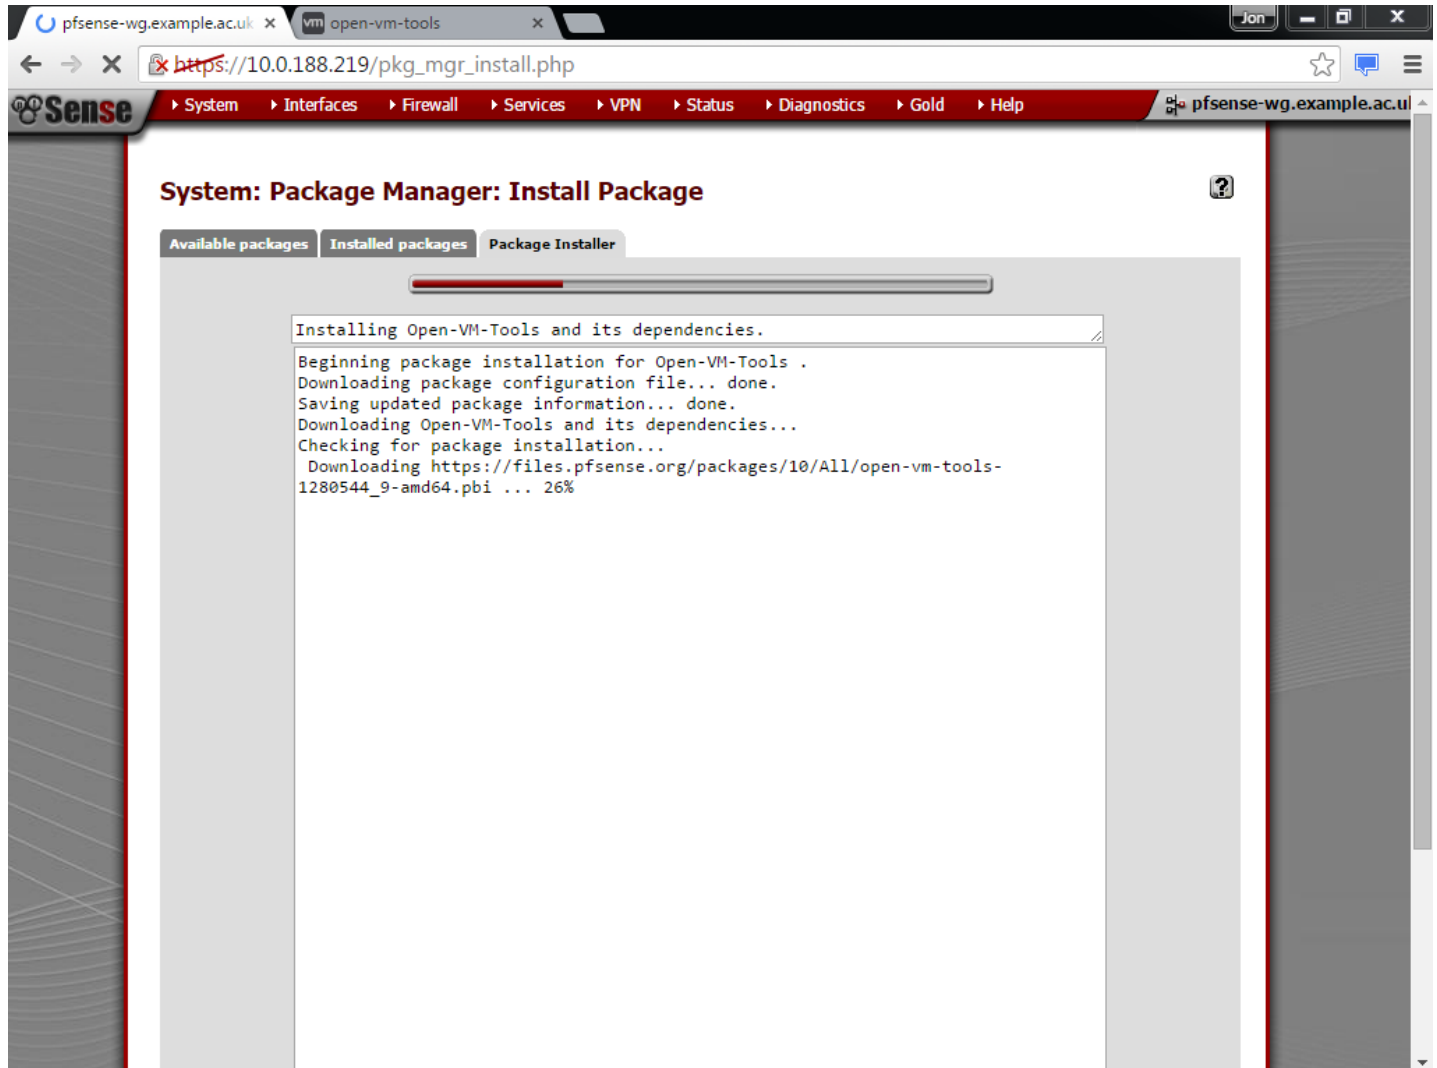 pfsense-wg.example.ac.uk
open-vm-tools
Jon
https://10.0.188.219/pkg_mgr_install.php
Sense
System Interfaces Firewall Services VPN Status Diagnostics Gold Help
pfsense-wg.example.ac.u
System: Package Manager: Install Package
?
Available packages Installed packages Package Installer
Installing Open-VM-Tools and its dependencies.
Beginning package installation for Open-VM-Tools .
Downloading package configuration file... done.
Saving updated package information... done.
Downloading Open-VM-Tools and its dependencies...
Checking for package installation...
Downloading https://files.pfsense.org/packages/10/All/open-vm-tools-
1280544_9-amd64.pbi ... 26%